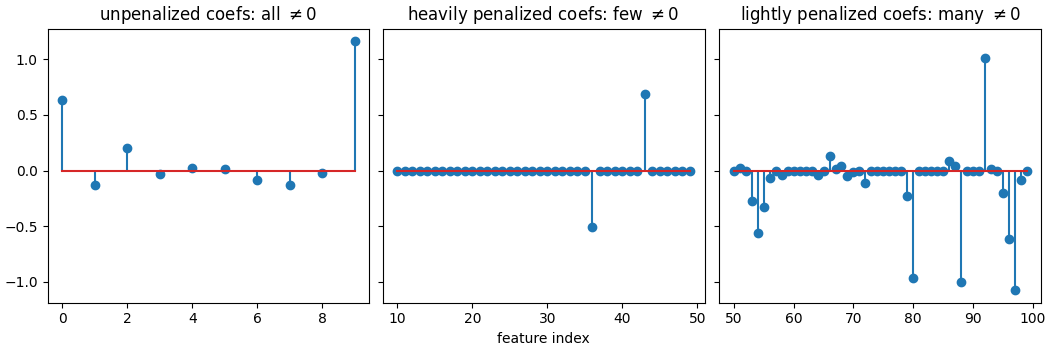 unpenalized coefs: all ≠0
heavily penalized coefs: few ≠0
lightly penalized coefs: many ≠0
1.0
0.5
0.0
−0.5
−1.0
0 2 4 6 8
10 20 30 40 50
50 60 70 80 90 100
feature index